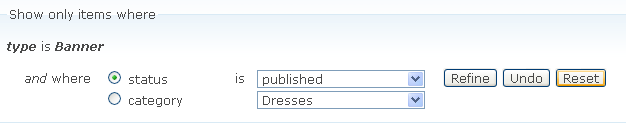 Show only items where
type is Banner
and where status is published Refine Undo Reset
category Dresses